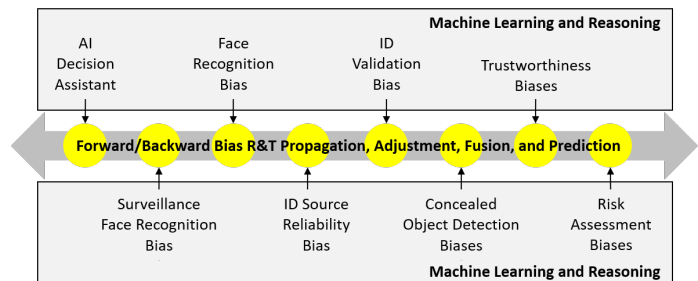 Machine Learning and Reasoning
AI
Decision
Assistant
Face
Recognition
Bias
ID
Validation
Bias
Trustworthiness
Biases
Forward/Backward Bias R&T Propagation, Adjustment, Fusion, and Prediction
Surveillance
Face Recognition
Bias
ID Source
Reliability
Bias
Concealed
Object Detection
Biases
Risk
Assessment
Biases
Machine Learning and Reasoning